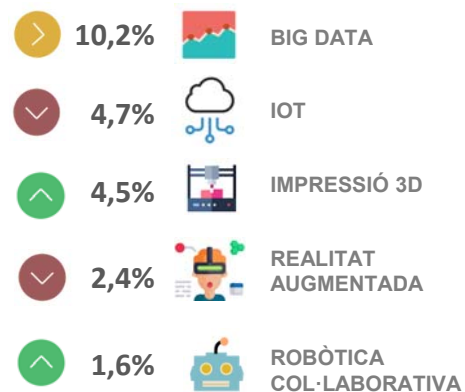 10,2% BIG DATA
4,7% IOT
4,5% IMPRESSIÓ 3D
2,4% REALITAT
AUGMENTADA
1,6% ROBÒTICA
COL·LABORATIVA